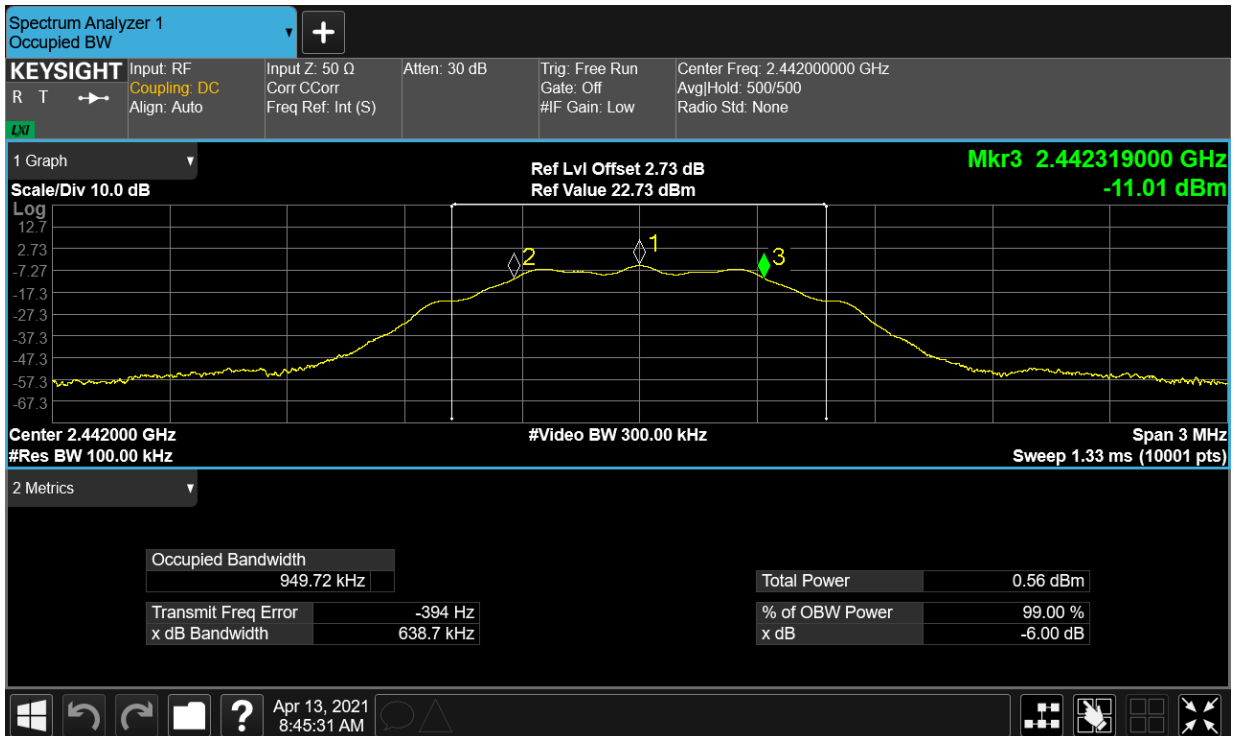 Spectrum Analyzer 1
Occupied BW
▼
+
KEYSIGHT
R T
LXI
Input: RF
Coupling: DC
Align: Auto
Input Z: 50 Ω
Corr CCorr
Freq Ref: Int (S)
Atten: 30 dB
Trig: Free Run
Gate: Off
#IF Gain: Low
Center Freq: 2.442000000 GHz
Avg|Hold: 500/500
Radio Std: None
1 Graph ▼
Scale/Div 10.0 dB
Ref Lvl Offset 2.73 dB
Ref Value 22.73 dBm
Mkr3 2.442319000 GHz
-11.01 dBm
Log
12.7
2.73
-7.27
-17.3
-27.3
-37.3
-47.3
-57.3
-67.3
2
1
3
Center 2.442000 GHz
#Res BW 100.00 kHz
#Video BW 300.00 kHz
Span 3 MHz
Sweep 1.33 ms (10001 pts)
2 Metrics ▼
Occupied Bandwidth
949.72 kHz
Transmit Freq Error -394 Hz
x dB Bandwidth 638.7 kHz
Total Power 0.56 dBm
% of OBW Power 99.00 %
x dB -6.00 dB
?
Apr 13, 2021
8:45:31 AM